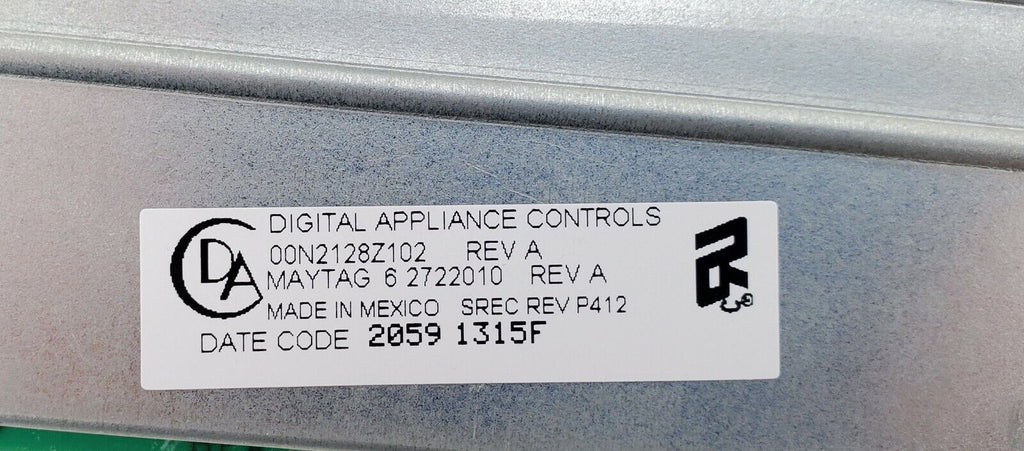 CDA
DIGITAL APPLIANCE CONTROLS
00N2128Z102 REV A
MAYTAG 6 2722010 REV A
MADE IN MEXICO SREC REV P412
DATE CODE 2059 1315F